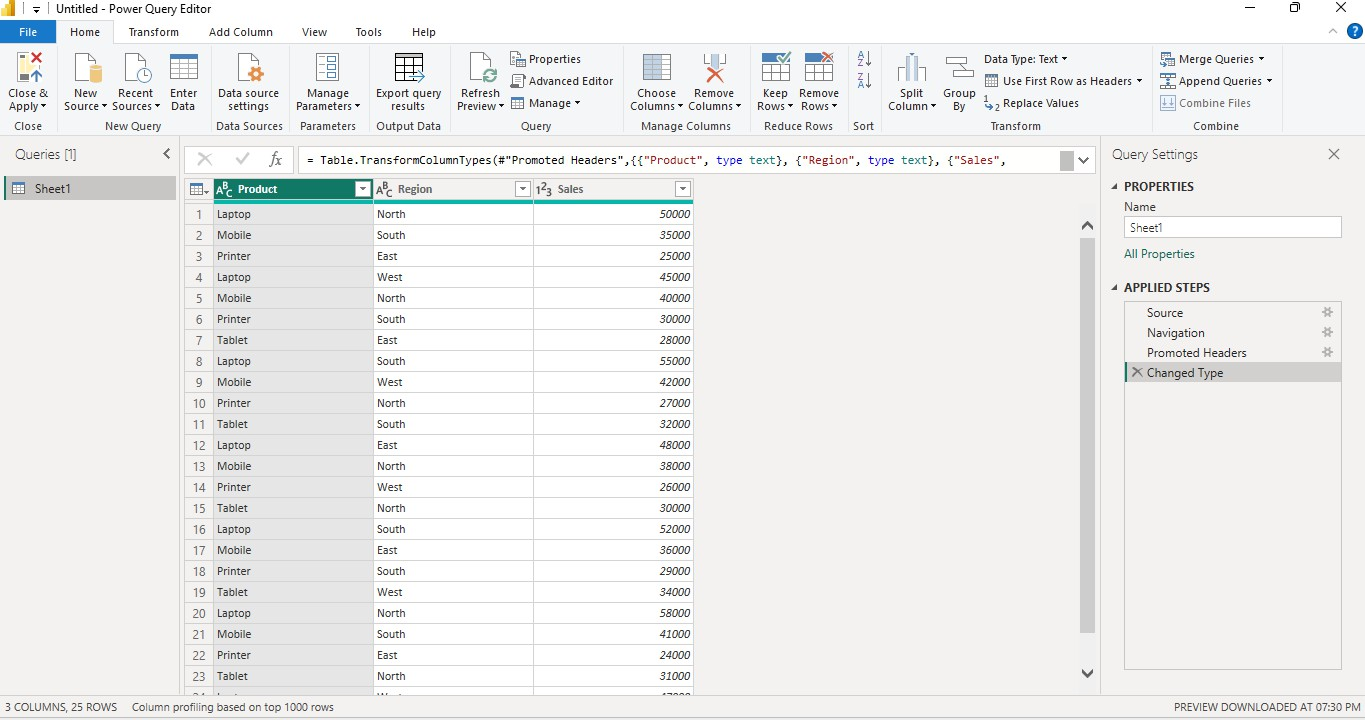 Untitled - Power Query Editor
File Home Transform Add Column View Tools Help
Close & Apply
New Source
Recent Sources
Enter Data
Data source settings
Manage Parameters
Export query results
Refresh Preview
Properties
Advanced Editor
Manage
Choose Columns
Remove Columns
Keep Rows
Remove Rows
Split Column
Group By
Data Type: Text
Use First Row as Headers
Replace Values
Merge Queries
Append Queries
Combine Files
Close New Query Data Sources Parameters Output Data Query Manage Columns Reduce Rows Sort Transform Combine
Queries [1]
Sheet1
fx = Table.TransformColumnTypes(#"Promoted Headers",{{"Product", type text}, {"Region", type text}, {"Sales",
ABC Product ABC Region 123 Sales
1 Laptop North 50000
2 Mobile South 35000
3 Printer East 25000
4 Laptop West 45000
5 Mobile North 40000
6 Printer South 30000
7 Tablet East 28000
8 Laptop South 55000
9 Mobile West 42000
10 Printer North 27000
11 Tablet South 32000
12 Laptop East 48000
13 Mobile North 38000
14 Printer West 26000
15 Tablet North 30000
16 Laptop South 52000
17 Mobile East 36000
18 Printer South 29000
19 Tablet West 34000
20 Laptop North 58000
21 Mobile South 41000
22 Printer East 24000
23 Tablet North 31000
Query Settings
PROPERTIES
Name
Sheet1
All Properties
APPLIED STEPS
Source
Navigation
Promoted Headers
Changed Type
3 COLUMNS, 25 ROWS Column profiling based on top 1000 rows
PREVIEW DOWNLOADED AT 07:30 PM